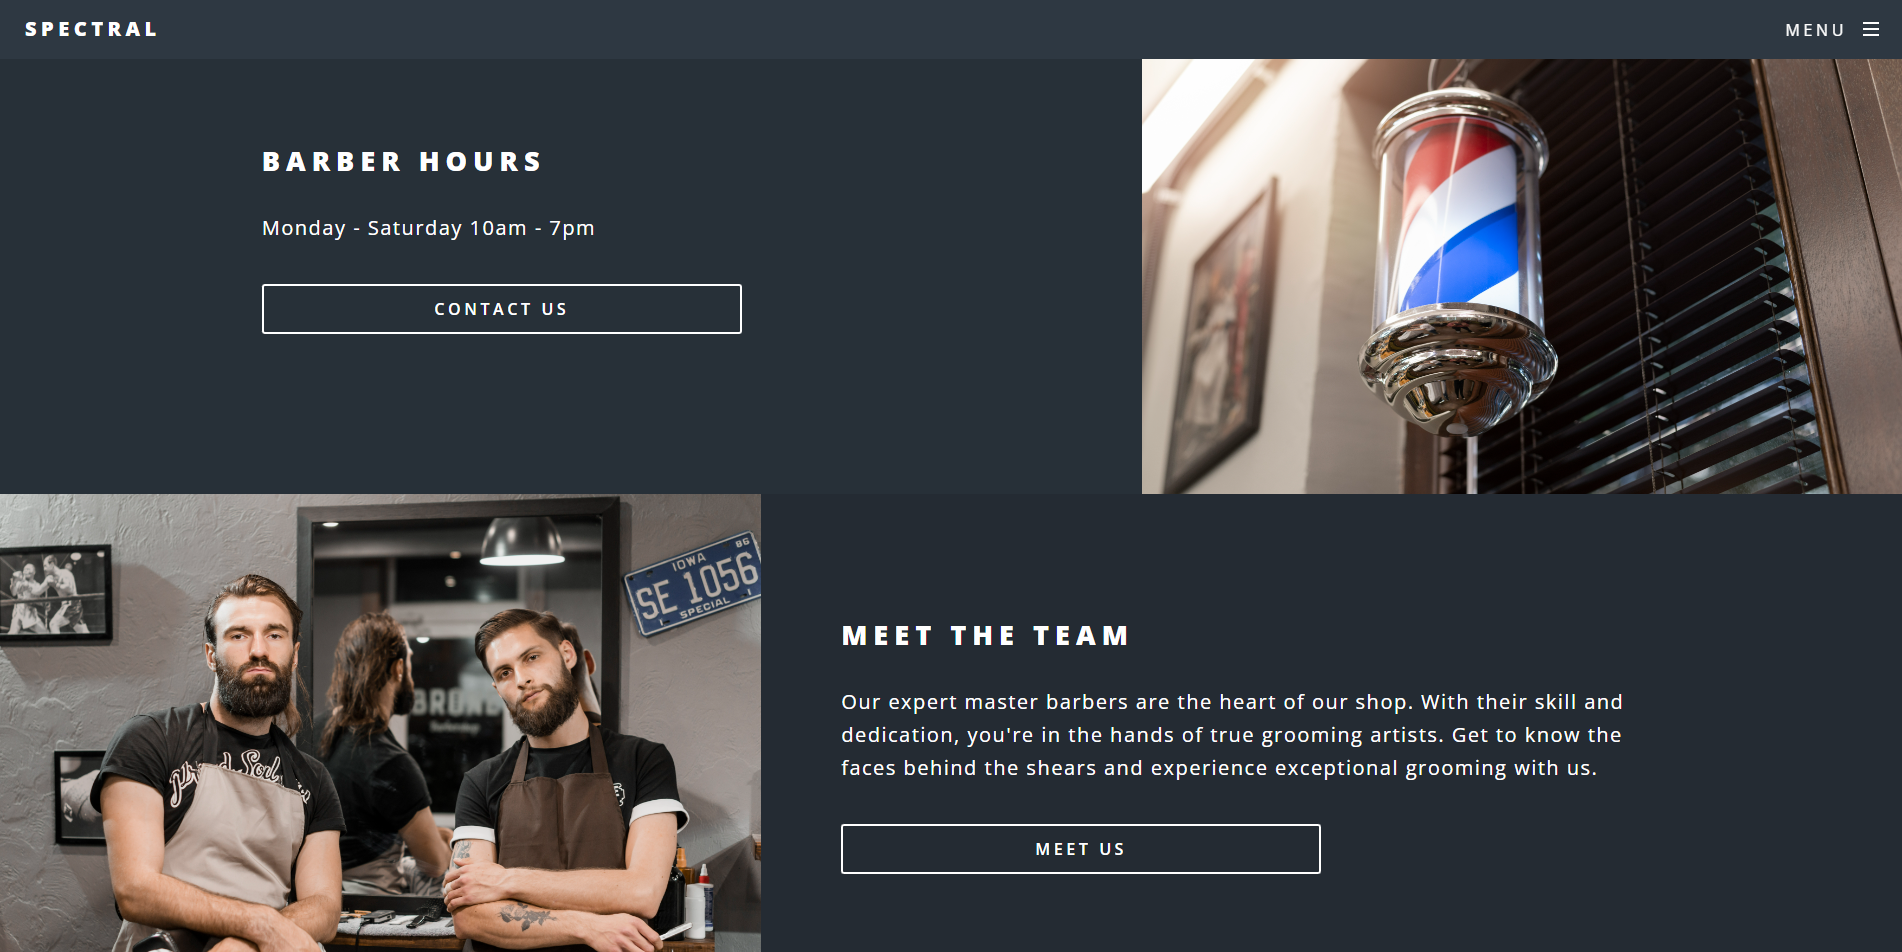 SPECTRAL
MENU
BARBER HOURS
Monday - Saturday 10am - 7pm
CONTACT US
IOWA 86
SE 1056
SPECIAL
MEET THE TEAM
Our expert master barbers are the heart of our shop. With their skill and
dedication, you're in the hands of true grooming artists. Get to know the
faces behind the shears and experience exceptional grooming with us.
MEET US